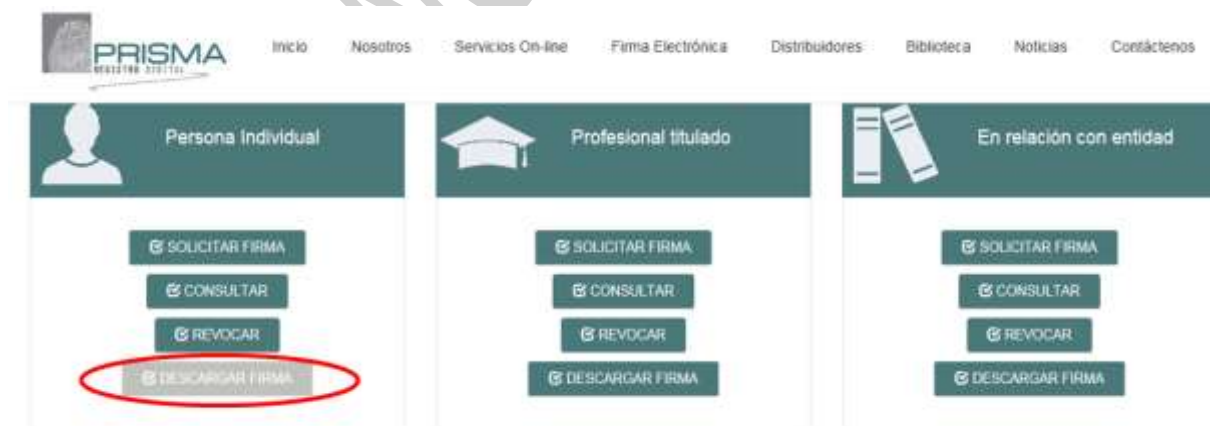 PRISMA
REGISTRO DIGITAL
Inicio Nosotros Servicios On-line Firma Electrónica Distribuidores Biblioteca Noticias Contáctenos
Persona Individual
SOLICITAR FIRMA
CONSULTAR
REVOCAR
DESCARGAR FIRMA
Profesional titulado
SOLICITAR FIRMA
CONSULTAR
REVOCAR
DESCARGAR FIRMA
En relación con entidad
SOLICITAR FIRMA
CONSULTAR
REVOCAR
DESCARGAR FIRMA